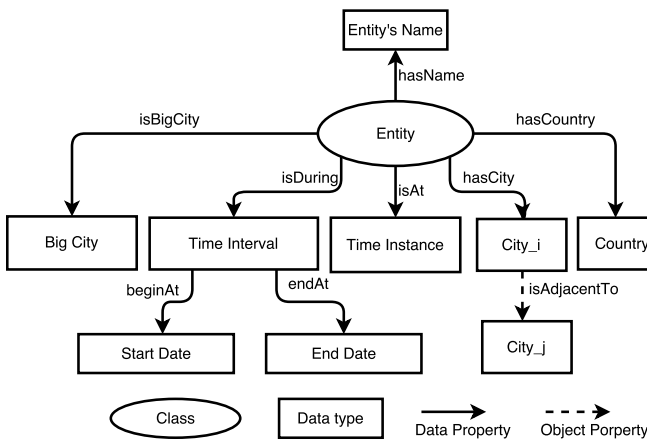 Entity's Name
hasName
isBigCity
Entity
hasCountry
isDuring
isAt
hasCity
Big City
Time Interval
Time Instance
City_i
Country
beginAt
endAt
isAdjacentTo
Start Date
End Date
City_j
Class
Data type
Data Property
Object Porperty